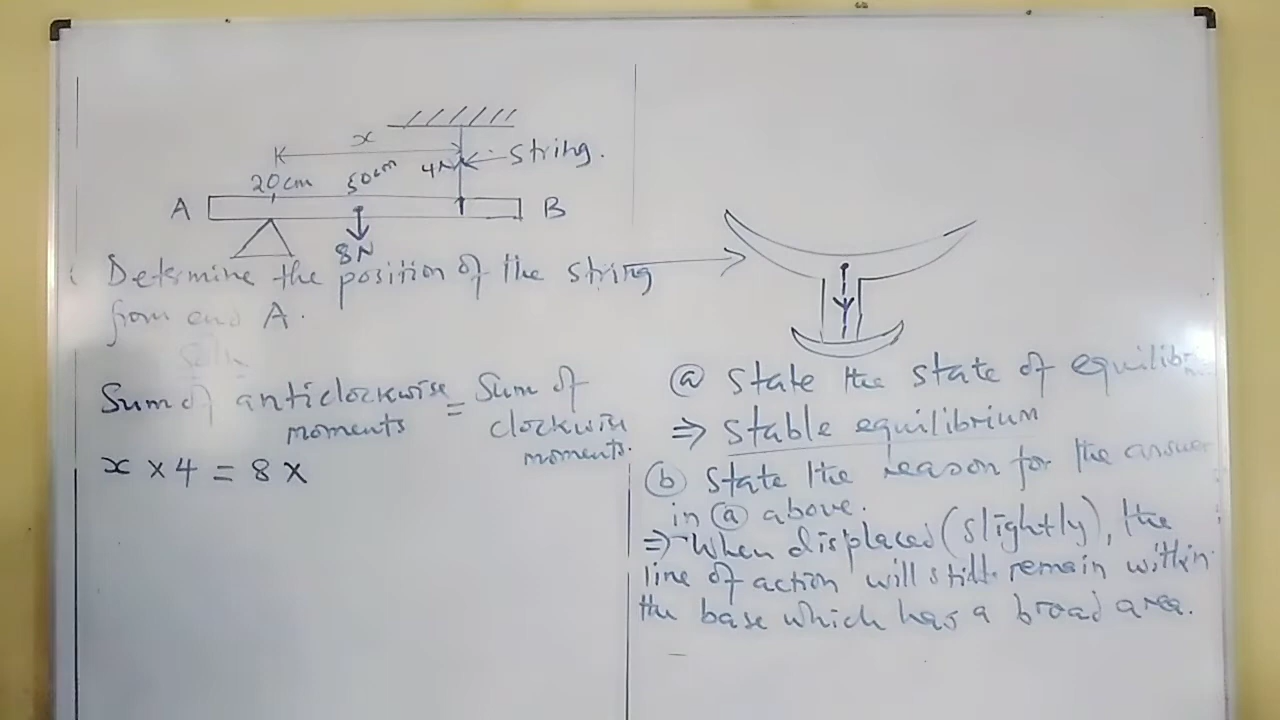 x
String.
4N
20cm 50cm
A B
8N
Determine the position of the string
from end A.
Soln
Sum of anticlockwise = Sum of
moments clockwise
moments.
x × 4 = 8 ×
@ State the state of
⇒ Stable equilibrium
(b) State the reason for the answer
in (a) above.
⇒ When displaced (slightly), the
line of action will still remain within
the base which has a broad area.